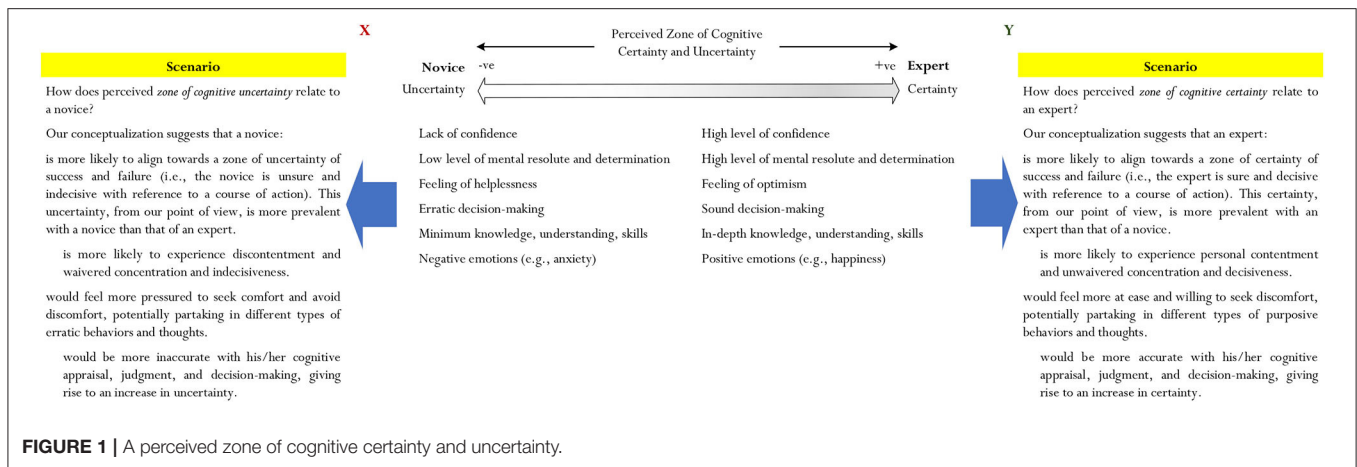 X
Scenario
How does perceived zone of cognitive uncertainty relate to
a novice?
Our conceptualization suggests that a novice:
is more likely to align towards a zone of uncertainty of
success and failure (i.e., the novice is unsure and
indecisive with reference to a course of action). This
uncertainty, from our point of view, is more prevalent
with a novice than that of an expert.
is more likely to experience discontentment and
waivered concentration and indecisiveness.
would feel more pressured to seek comfort and avoid
discomfort, potentially partaking in different types of
erratic behaviors and thoughts.
would be more inaccurate with his/her cognitive
appraisal, judgment, and decision-making, giving
rise to an increase in uncertainty.
Perceived Zone of Cognitive
Certainty and Uncertainty
Novice -ve +ve Expert
Uncertainty Certainty
Lack of confidence
Low level of mental resolute and determination
Feeling of helplessness
Erratic decision-making
Minimum knowledge, understanding, skills
Negative emotions (e.g., anxiety)
High level of confidence
High level of mental resolute and determination
Feeling of optimism
Sound decision-making
In-depth knowledge, understanding, skills
Positive emotions (e.g., happiness)
Y
Scenario
How does perceived zone of cognitive certainty relate to
an expert?
Our conceptualization suggests that an expert:
is more likely to align towards a zone of certainty of
success and failure (i.e., the expert is sure and decisive
with reference to a course of action). This certainty,
from our point of view, is more prevalent with an
expert than that of a novice.
is more likely to experience personal contentment
and unwaivered concentration and decisiveness.
would feel more at ease and willing to seek discomfort,
potentially partaking in different types of purposive
behaviors and thoughts.
would be more accurate with his/her cognitive
appraisal, judgment, and decision-making, giving
rise to an increase in certainty.
FIGURE 1 | A perceived zone of cognitive certainty and uncertainty.